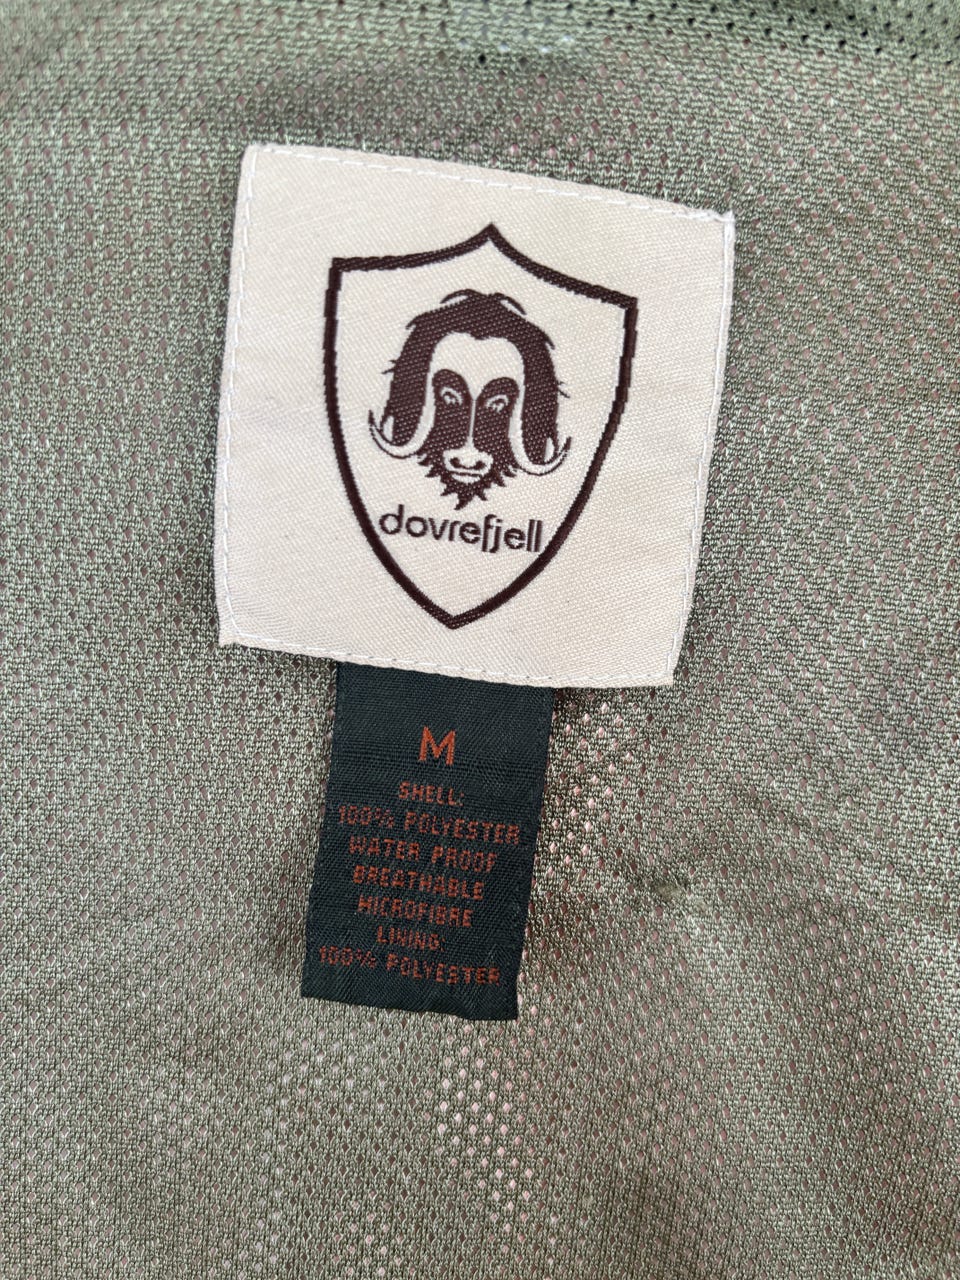 dovrefjell
M
SHELL:
100% POLYESTER
WATER PROOF
BREATHABLE
MICROFIBRE
LINING:
100% POLYESTER